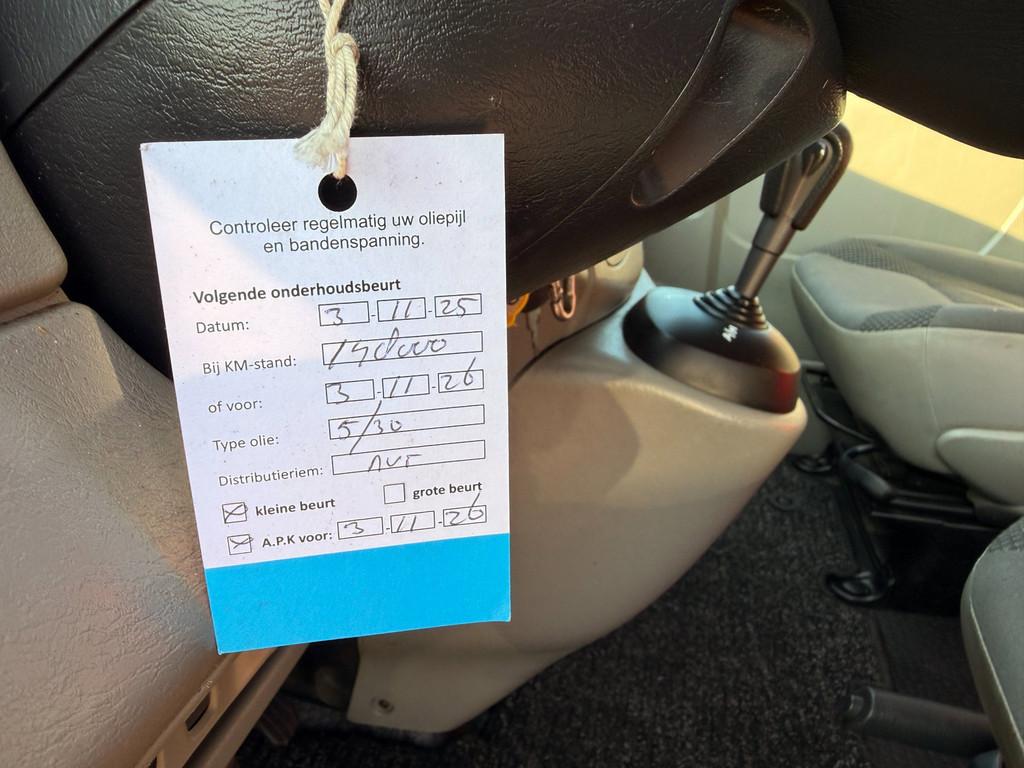 Controleer regelmatig uw oliepijl
en bandenspanning.
Volgende onderhoudsbeurt
Datum: 3 - 11 - 25
Bij KM-stand:
of voor: 3 - 11 - 26
Type olie: 5/30
Distributieriem: NVT
kleine beurt grote beurt
A.P.K voor: 3 - 11 - 26